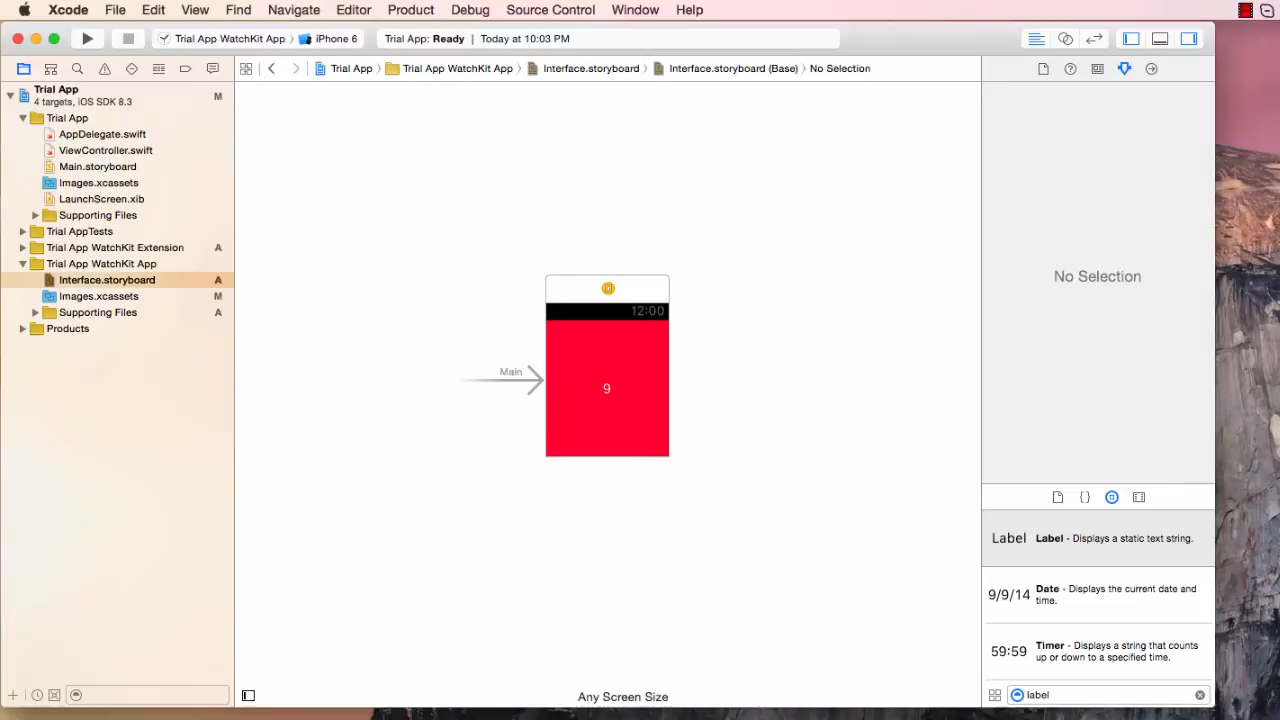 Xcode File Edit View Find Navigate Editor Product Debug Source Control Window Help
Trial App WatchKit App iPhone 6 Trial App: Ready | Today at 10:03 PM
Trial App Trial App WatchKit App Interface.storyboard Interface.storyboard (Base) No Selection
Trial App M
4 targets, iOS SDK 8.3
Trial App
AppDelegate.swift
ViewController.swift
Main.storyboard
Images.xcassets
LaunchScreen.xib
Supporting Files
Trial AppTests
Trial App WatchKit Extension A
Trial App WatchKit App
Interface.storyboard A
Images.xcassets M
Supporting Files A
Products
12:00
Main
9
Any Screen Size
No Selection
Label Label - Displays a static text string.
9/9/14 Date - Displays the current date and
time.
59:59 Timer - Displays a string that counts
up or down to a specified time.
label